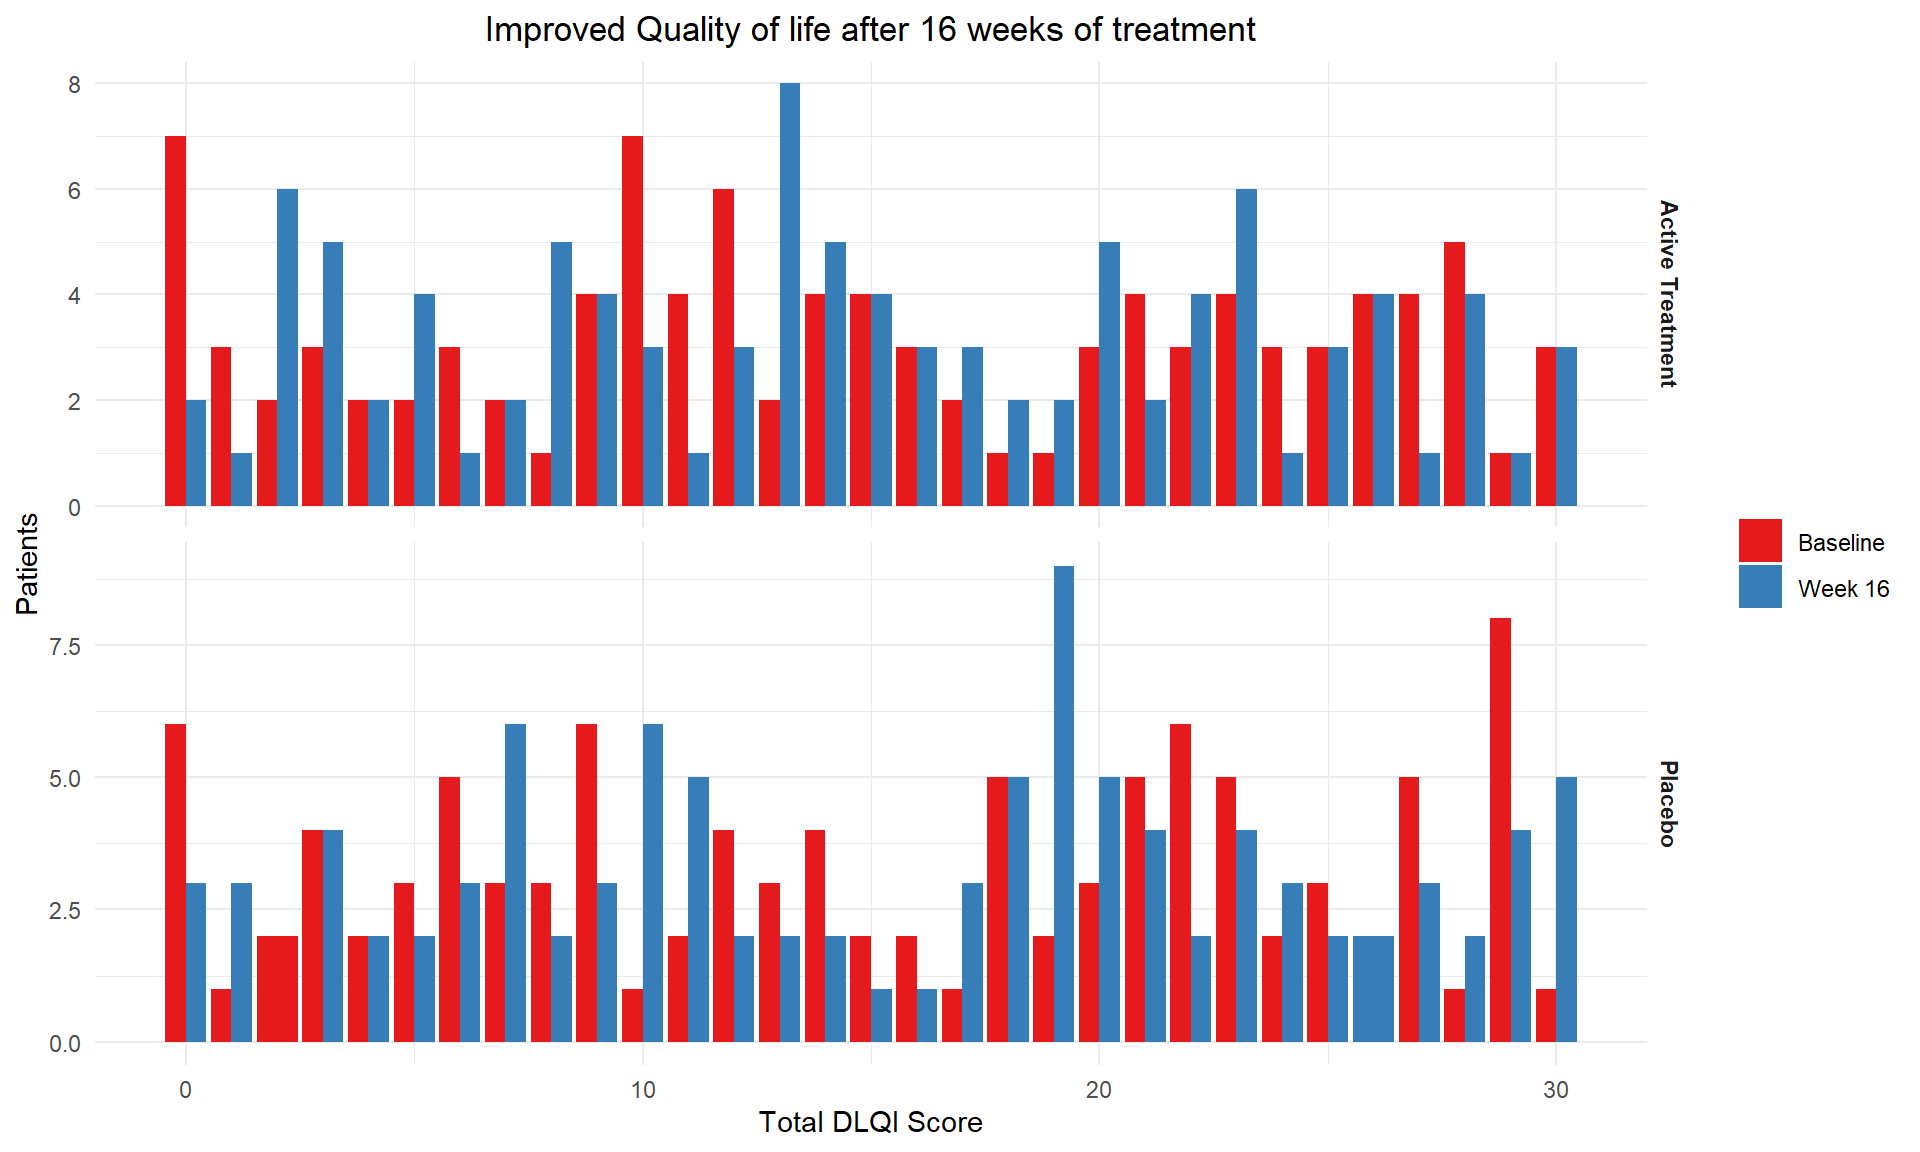 Improved Quality of life after 16 weeks of treatment
8
6
4
2
0
Active Treatment
Patients
7.5
5.0
2.5
0.0
Placebo
Baseline
Week 16
0 10 20 30
Total DLQI Score